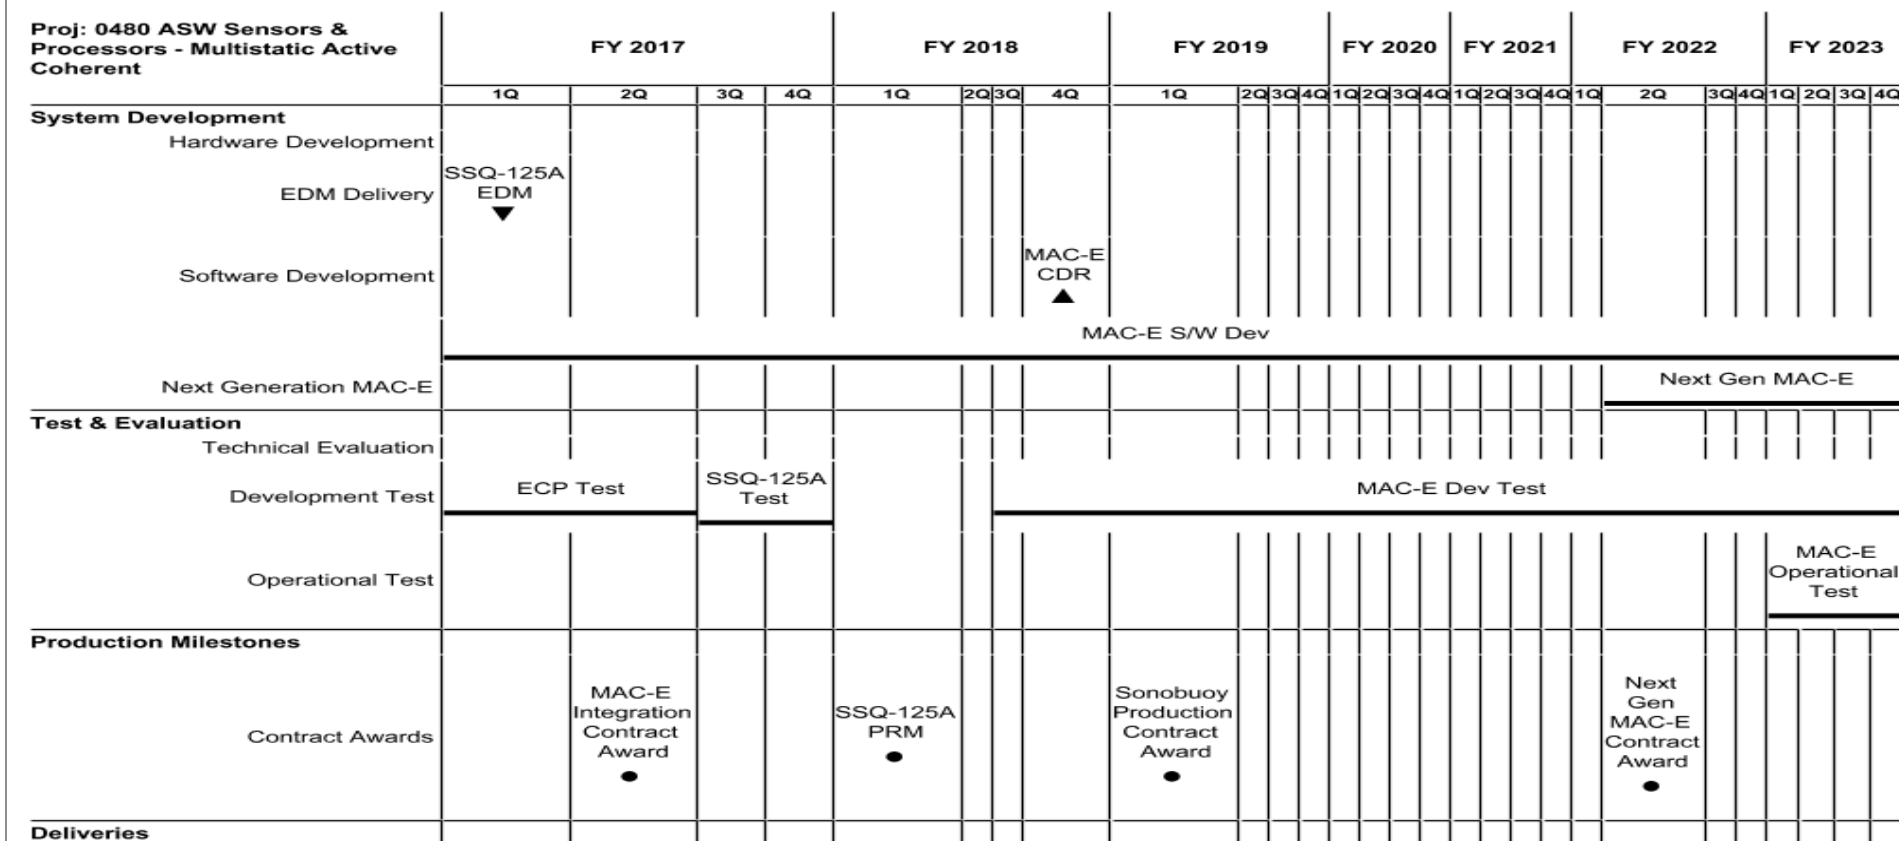 Proj: 0480 ASW Sensors &
Processors - Multistatic Active
Coherent
FY 2017 FY 2018 FY 2019 FY 2020 FY 2021 FY 2022 FY 2023
1Q 2Q 3Q 4Q 1Q 2Q 3Q 4Q 1Q 2Q 3Q 4Q 1Q 2Q 3Q 4Q 1Q 2Q 3Q 4Q 1Q 2Q 3Q 4Q 1Q 2Q 3Q 4Q
System Development
Hardware Development
EDM Delivery
SSQ-125A
EDM
Software Development
MAC-E
CDR
MAC-E S/W Dev
Next Generation MAC-E
Next Gen MAC-E
Test & Evaluation
Technical Evaluation
Development Test
ECP Test
SSQ-125A
Test
MAC-E Dev Test
Operational Test
MAC-E
Operational
Test
Production Milestones
Contract Awards
MAC-E
Integration
Contract
Award
SSQ-125A
PRM
Sonobuoy
Production
Contract
Award
Next
Gen
MAC-E
Contract
Award
Deliveries